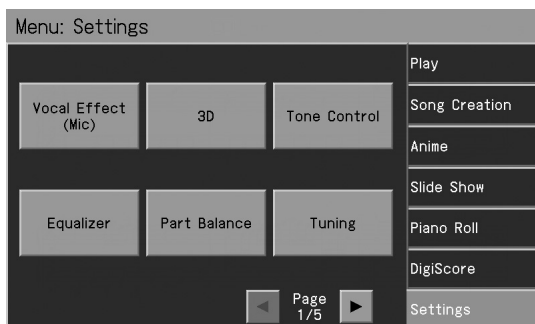 Menu: Settings
Vocal Effect
(Mic)
3D
Tone Control
Equalizer
Part Balance
Tuning
Page
1/5
Play
Song Creation
Anime
Slide Show
Piano Roll
DigiScore
Settings